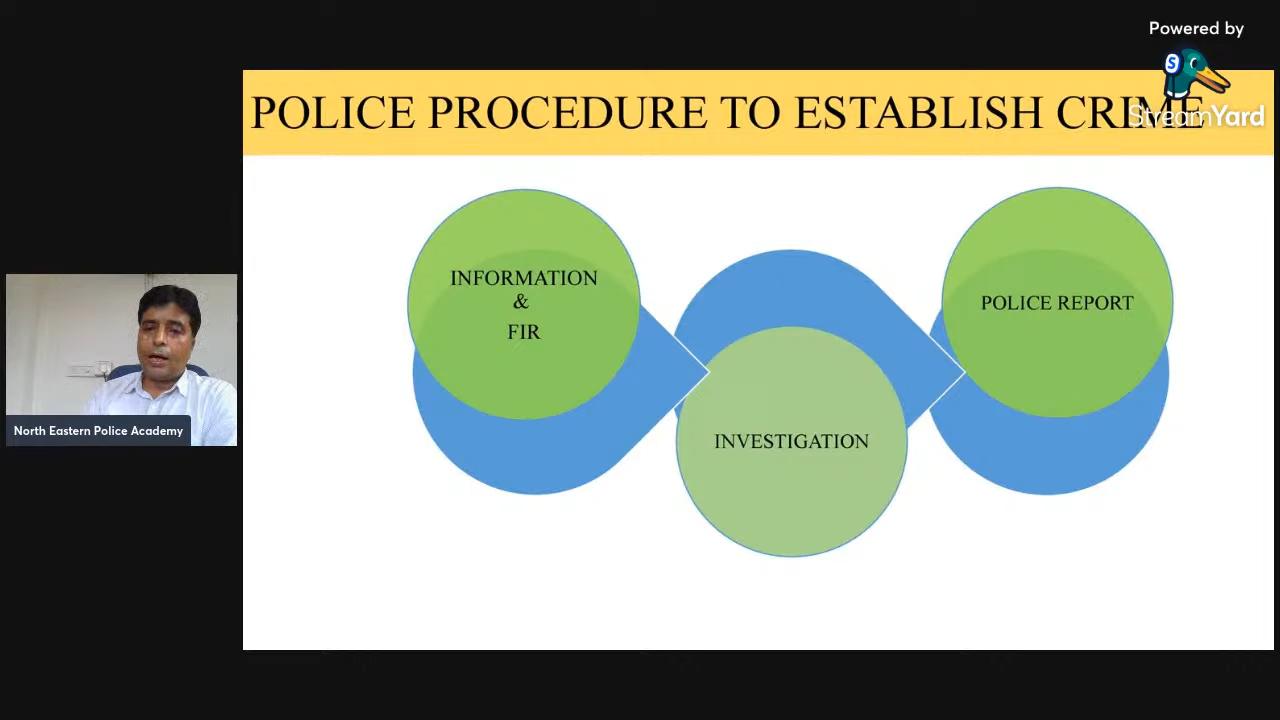 Powered by
StreamYard
POLICE PROCEDURE TO ESTABLISH CRIME
INFORMATION
&
FIR
POLICE REPORT
INVESTIGATION
North Eastern Police Academy